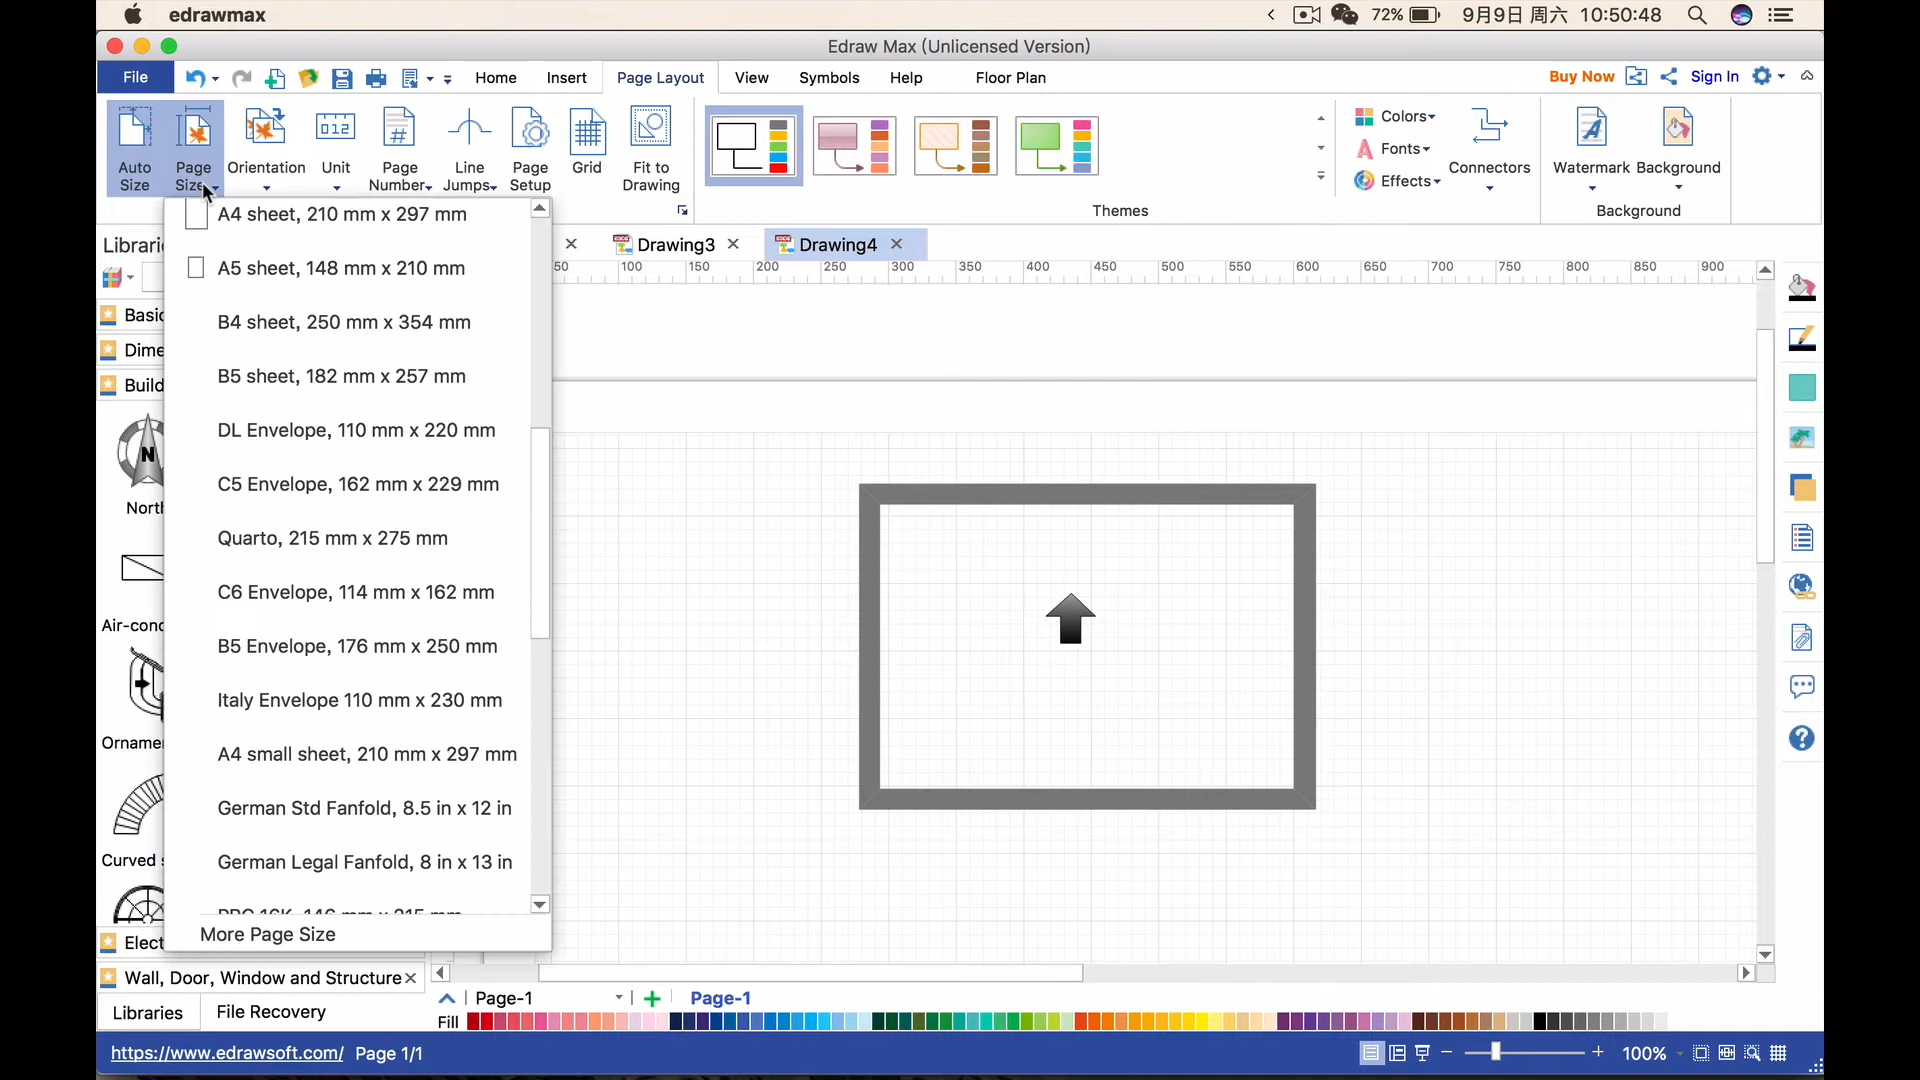 edrawmax
72%
9月9日 周六 10:50:48
Edraw Max (Unlicensed Version)
File
Home
Insert
Page Layout
View
Symbols
Help
Floor Plan
Buy Now
Sign In
Auto
Size
Page
Size
Orientation
012
Unit
#
Page
Number
Line
Jumps
Page
Setup
Grid
Fit to
Drawing
Colors
Fonts
Effects
Connectors
Watermark
Background
Themes
Background
Drawing3
Drawing4
50 100 150 200 250 300 350 400 450 500 550 600 650 700 750 800 850 900
A4 sheet, 210 mm x 297 mm
A5 sheet, 148 mm x 210 mm
B4 sheet, 250 mm x 354 mm
B5 sheet, 182 mm x 257 mm
DL Envelope, 110 mm x 220 mm
C5 Envelope, 162 mm x 229 mm
Quarto, 215 mm x 275 mm
C6 Envelope, 114 mm x 162 mm
B5 Envelope, 176 mm x 250 mm
Italy Envelope 110 mm x 230 mm
A4 small sheet, 210 mm x 297 mm
German Std Fanfold, 8.5 in x 12 in
German Legal Fanfold, 8 in x 13 in
PRC 16K, 146 mm x 215 mm
More Page Size
Librari
Basic
Dime
Build
N
North
Air-con
Ornamen
Curved s
Elect
Wall, Door, Window and Structure
Libraries
File Recovery
Page-1
Page-1
Fill
https://www.edrawsoft.com/
Page 1/1
100%